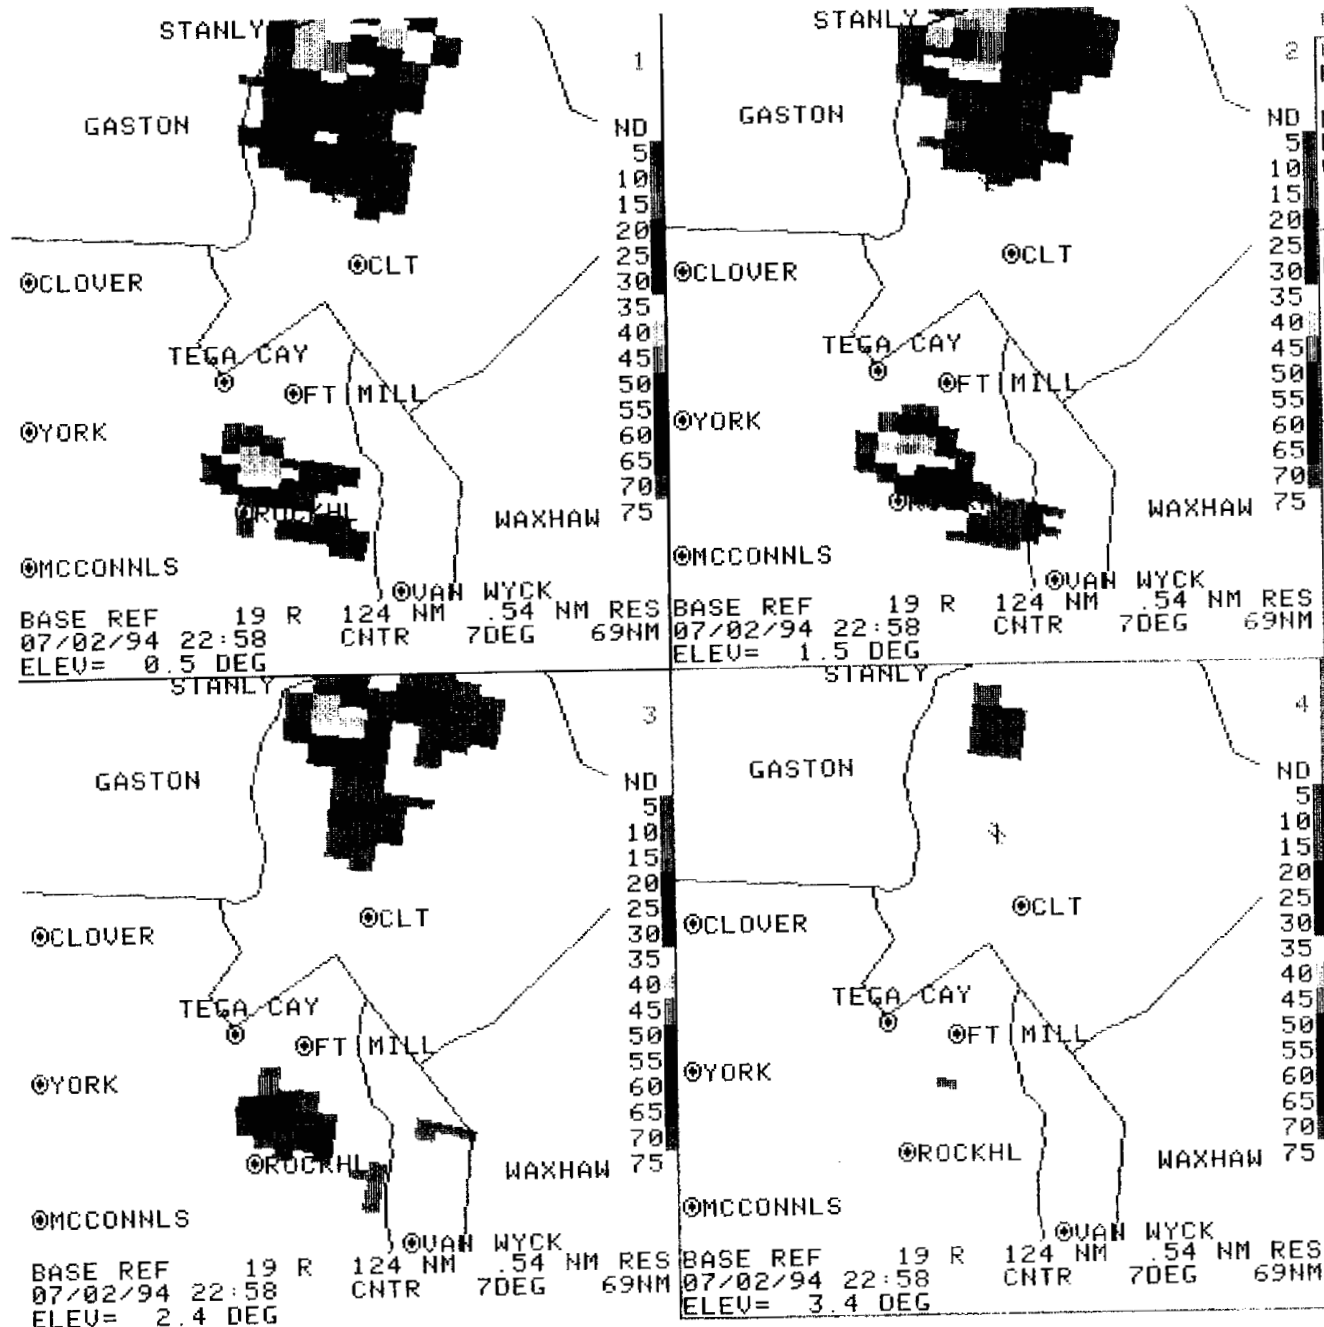 STANLY
1
GASTON
ND
5
10
15
20
25
30
35
40
45
50
55
60
65
70
75
CLT
CLOVER
TEGA CAY
FT MILL
YORK
ROCKHL
WAXHAW
MCCONNLS
VAN WYCK
BASE REF 19 R 124 NM .54 NM RES
07/02/94 22:58 CNTR 7DEG 69NM
ELEV= 0.5 DEG
STANLY
2
GASTON
ND
5
10
15
20
25
30
35
40
45
50
55
60
65
70
75
CLT
CLOVER
TEGA CAY
FT MILL
YORK
WAXHAW
MCCONNLS
VAN WYCK
BASE REF 19 R 124 NM .54 NM RES
07/02/94 22:58 CNTR 7DEG 69NM
ELEV= 1.5 DEG
STANLY
3
GASTON
ND
5
10
15
20
25
30
35
40
45
50
55
60
65
70
75
CLT
CLOVER
TEGA CAY
FT MILL
YORK
ROCKHL
WAXHAW
MCCONNLS
VAN WYCK
BASE REF 19 R 124 NM .54 NM RES
07/02/94 22:58 CNTR 7DEG 69NM
ELEV= 2.4 DEG
STANLY
4
GASTON
ND
5
10
15
20
25
30
35
40
45
50
55
60
65
70
75
CLT
CLOVER
TEGA CAY
FT MILL
YORK
ROCKHL
WAXHAW
MCCONNLS
VAN WYCK
BASE REF 19 R 124 NM .54 NM RES
07/02/94 22:58 CNTR 7DEG 69NM
ELEV= 3.4 DEG